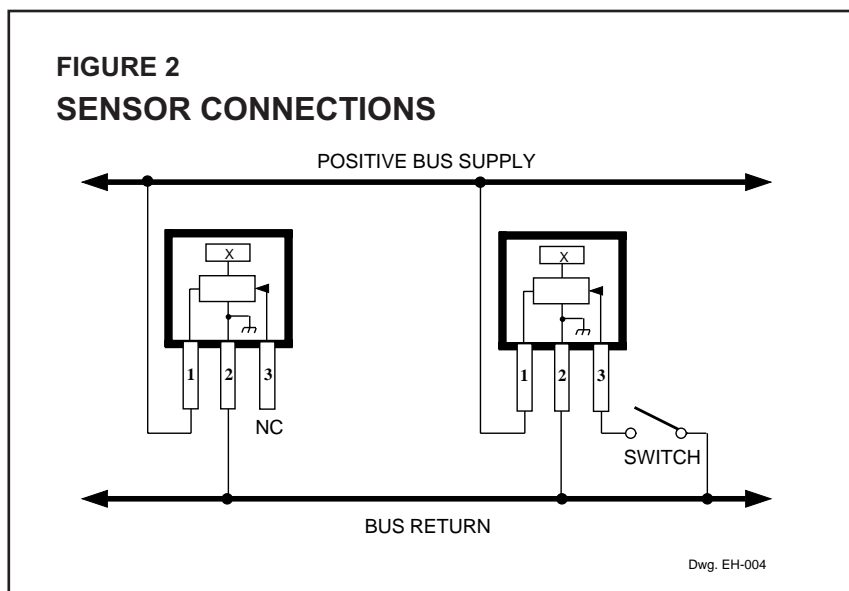 FIGURE 2
SENSOR CONNECTIONS
POSITIVE BUS SUPPLY
X
X
1 2 3
1 2 3
NC
SWITCH
BUS RETURN
Dwg. EH-004